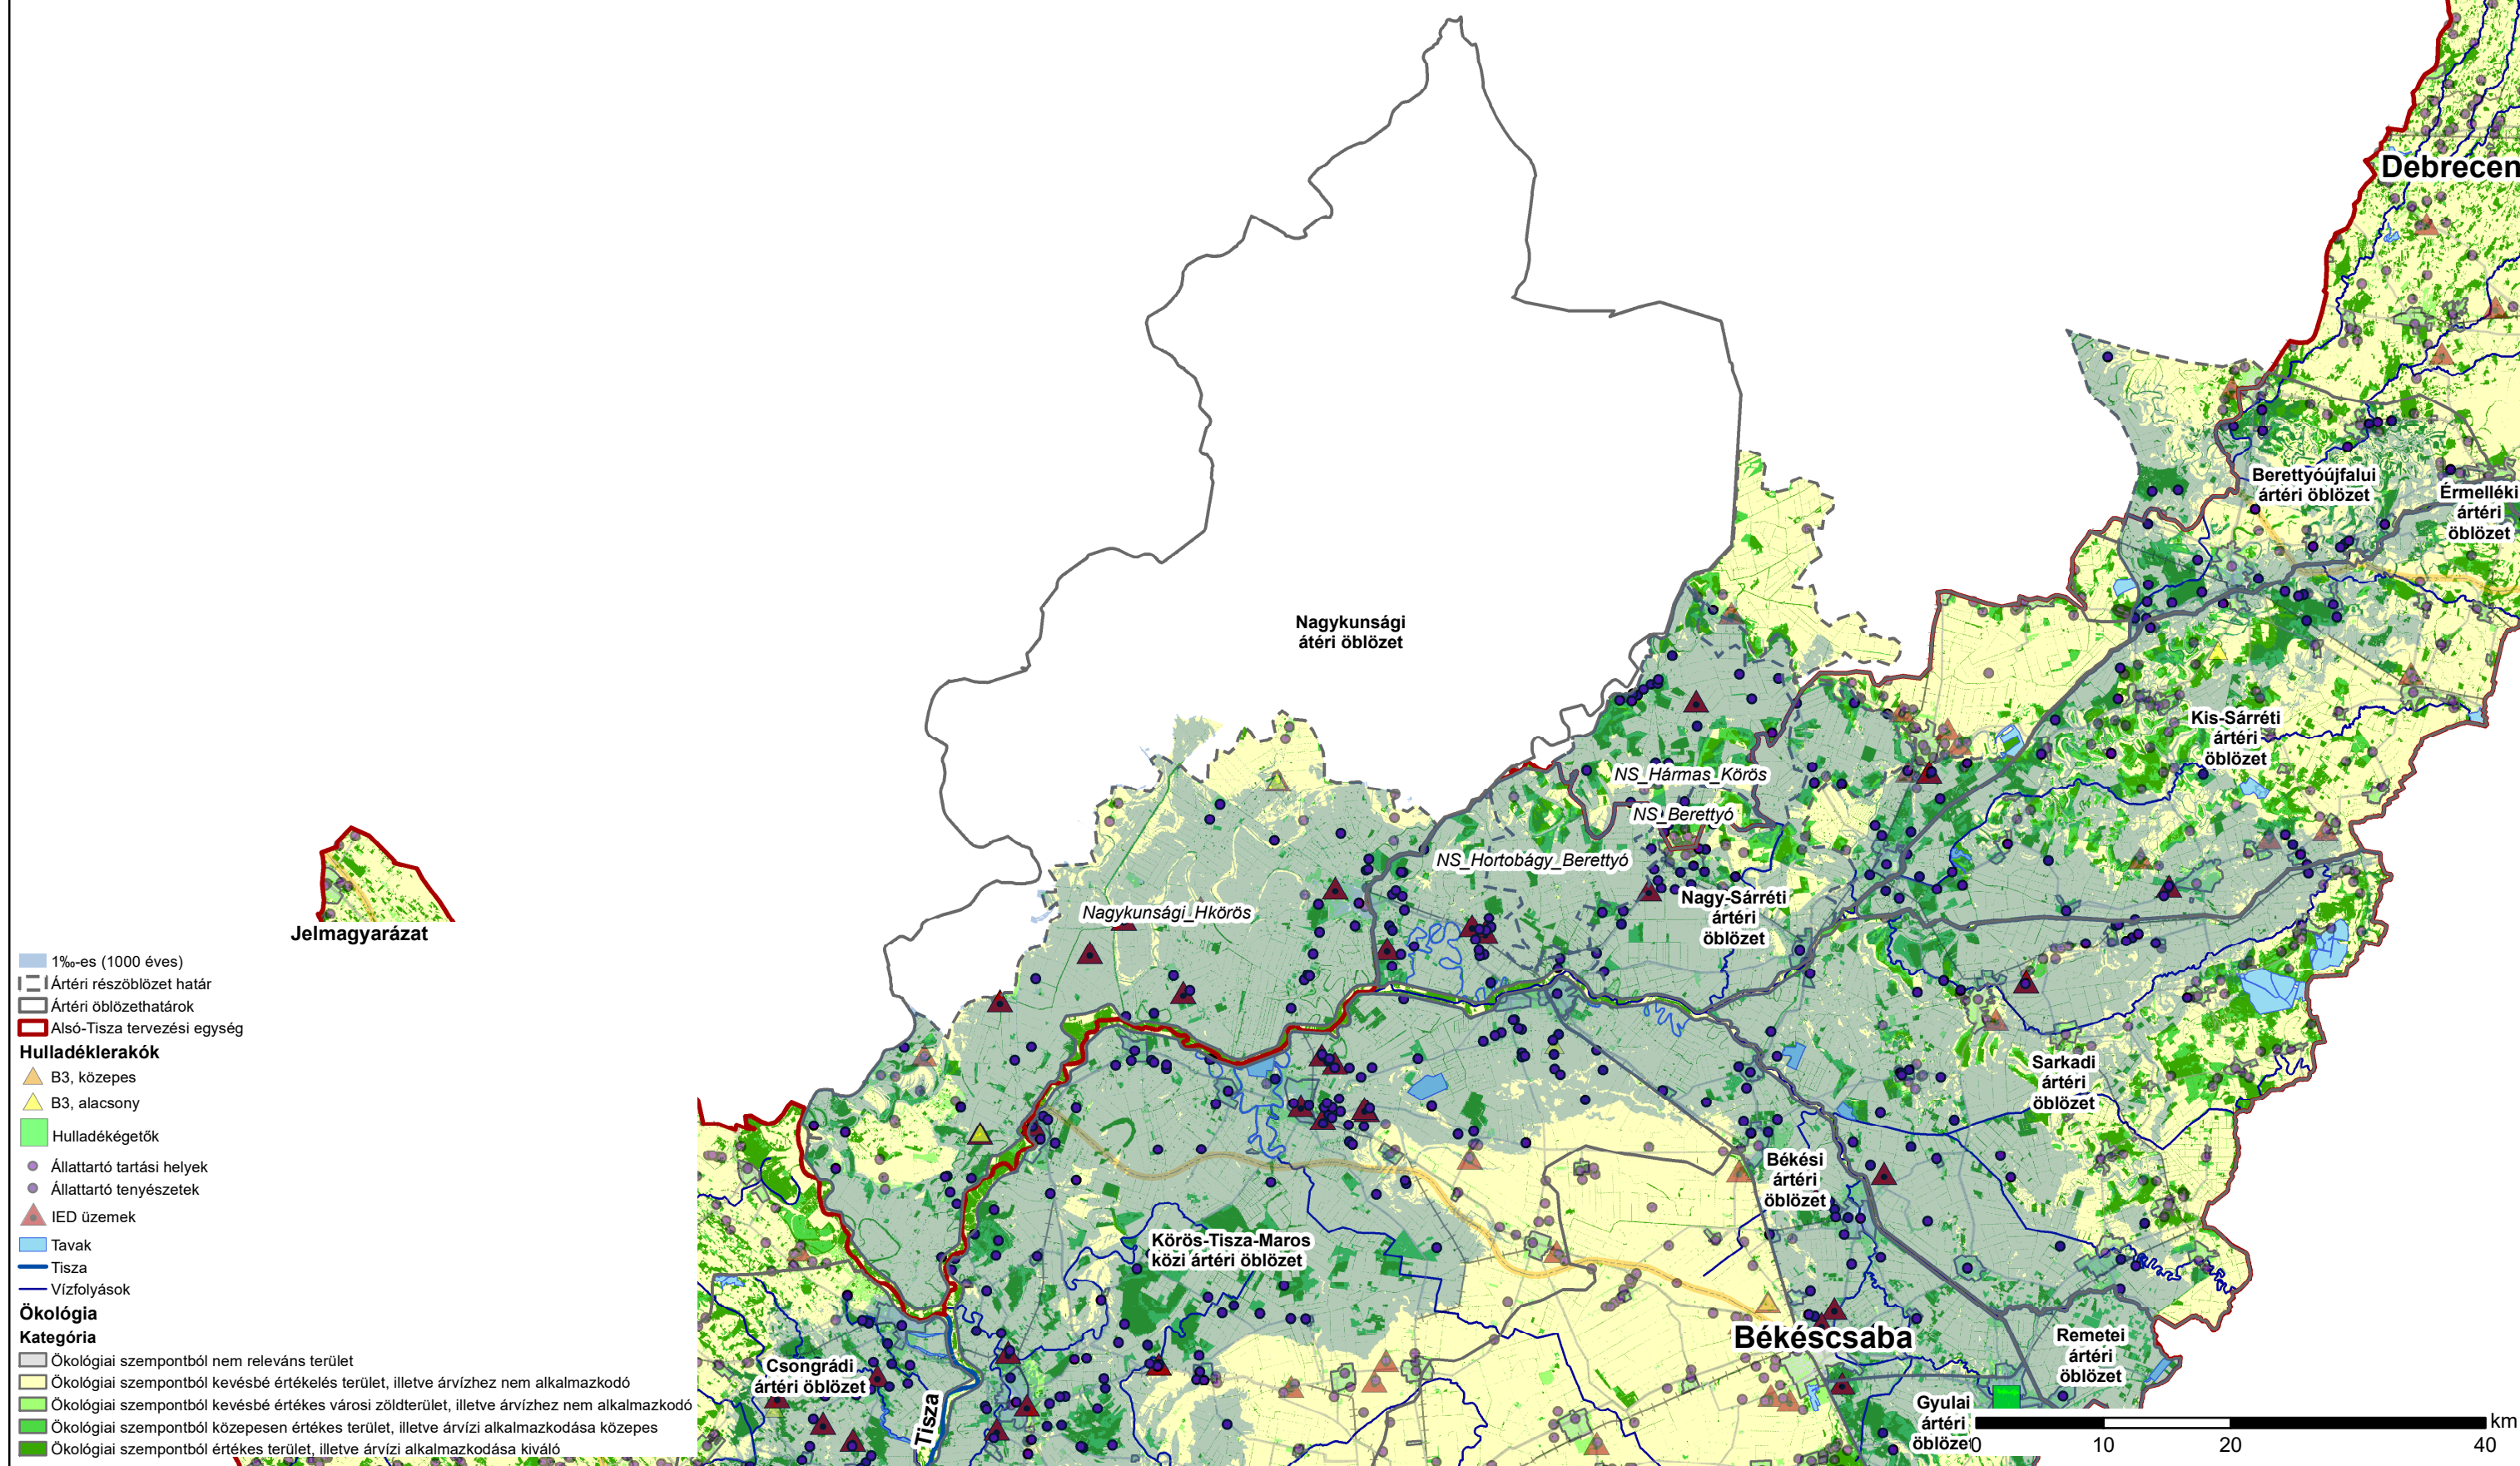 Debrecen
Berettyóújfalui
ártéri öblözet
Érmelléki
ártéri
öblözet
Nagykunsági
átéri öblözet
Kis-Sárréti
ártéri
öblözet
NS_Hármas_Körös
NS_Berettyó
NS_Hortobágy_Berettyó
Nagy-Sárréti
ártéri
öblözet
Nagykunsági_Hkörös
Sarkadi
ártéri
öblözet
Békési
ártéri
öblözet
Körös-Tisza-Maros
közi ártéri öblözet
Békéscsaba
Remetei
ártéri
öblözet
Csongrádi
ártéri öblözet
Tisza
Gyulai
ártéri
öblözet
0 10 20 40 km
Jelmagyarázat
1‰-es (1000 éves)
Ártéri részöblözet határ
Ártéri öblözethatárok
Alsó-Tisza tervezési egység
Hulladéklerakók
B3, közepes
B3, alacsony
Hulladékégetők
Állattartó tartási helyek
Állattartó tenyészetek
IED üzemek
Tavak
Tisza
Vízfolyások
Ökológia
Kategória
Ökológiai szempontból nem releváns terület
Ökológiai szempontból kevésbé értékelés terület, illetve árvízhez nem alkalmazkodó
Ökológiai szempontból kevésbé értékes városi zöldterület, illetve árvízhez nem alkalmazkodó
Ökológiai szempontból közepesen értékes terület, illetve árvízi alkalmazkodása közepes
Ökológiai szempontból értékes terület, illetve árvízi alkalmazkodása kiváló